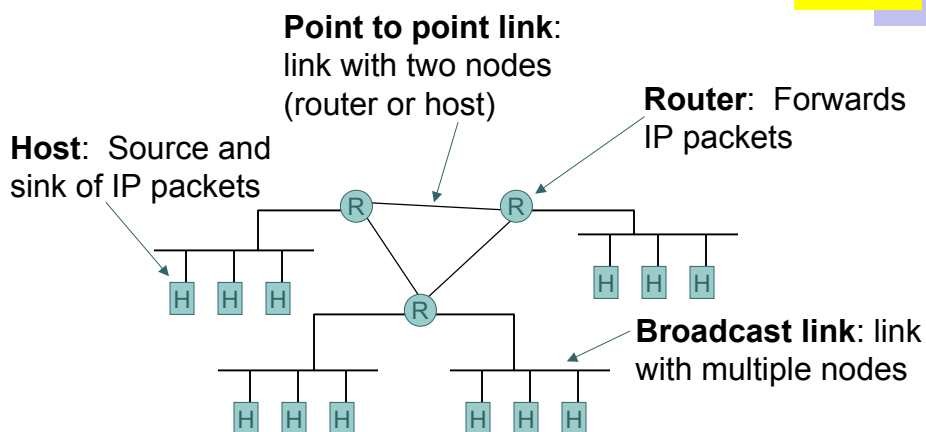 Point to point link:
link with two nodes
(router or host)
Router: Forwards
IP packets
Host: Source and
sink of IP packets
R
R
H H H
H H H
R
Broadcast link: link
with multiple nodes
H H H
H H H